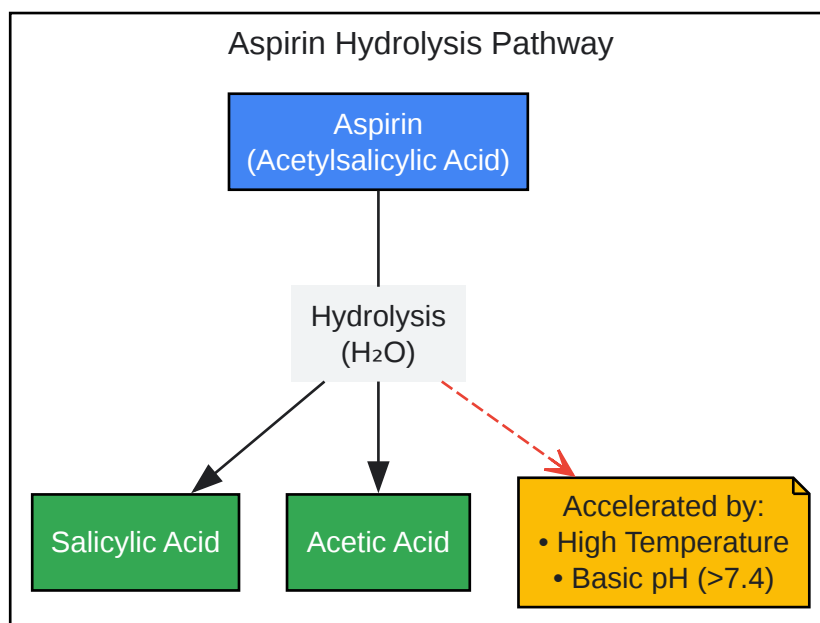 Aspirin Hydrolysis Pathway
Aspirin
(Acetylsalicylic Acid)
Hydrolysis
(H₂O)
Salicylic Acid
Acetic Acid
Accelerated by:
• High Temperature
• Basic pH (>7.4)